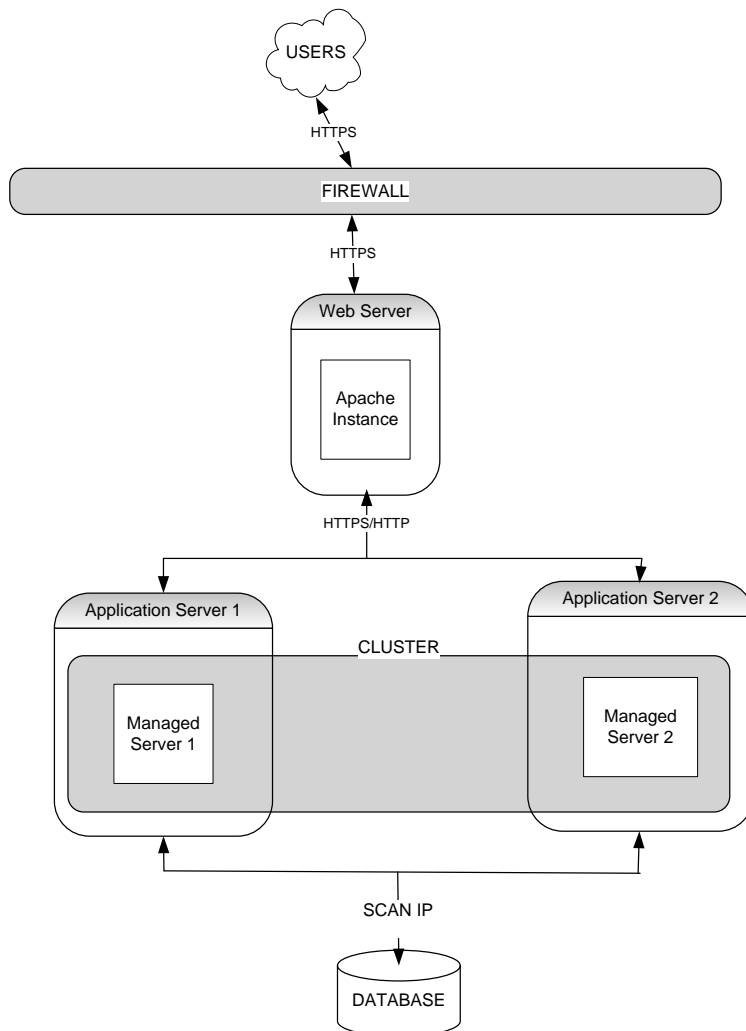 USERS
HTTPS
FIREWALL
HTTPS
Web Server
Apache
Instance
HTTPS/HTTP
Application Server 1
Application Server 2
CLUSTER
Managed
Server 1
Managed
Server 2
SCAN IP
DATABASE